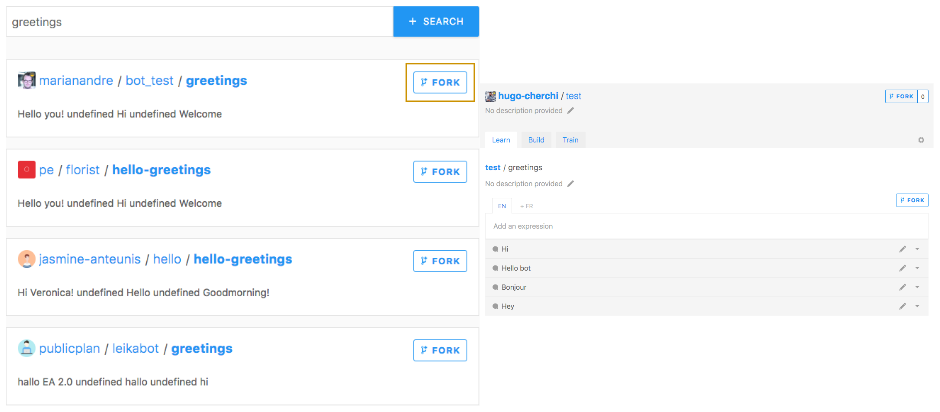 greetings
+ SEARCH
marianandre / bot_test / greetings
FORK
Hello you! undefined Hi undefined Welcome
pe / florist / hello-greetings
FORK
Hello you! undefined Hi undefined Welcome
jasmine-anteunis / hello / hello-greetings
FORK
Hi Veronica! undefined Hello undefined Goodmorning!
publicplan / leikabot / greetings
FORK
hallo EA 2.0 undefined hallo undefined hi
hugo-cherchi / test
FORK 0
No description provided
Learn Build Train
test / greetings
No description provided
FORK
EN + FR
Add an expression
Hi
Hello bot
Bonjour
Hey